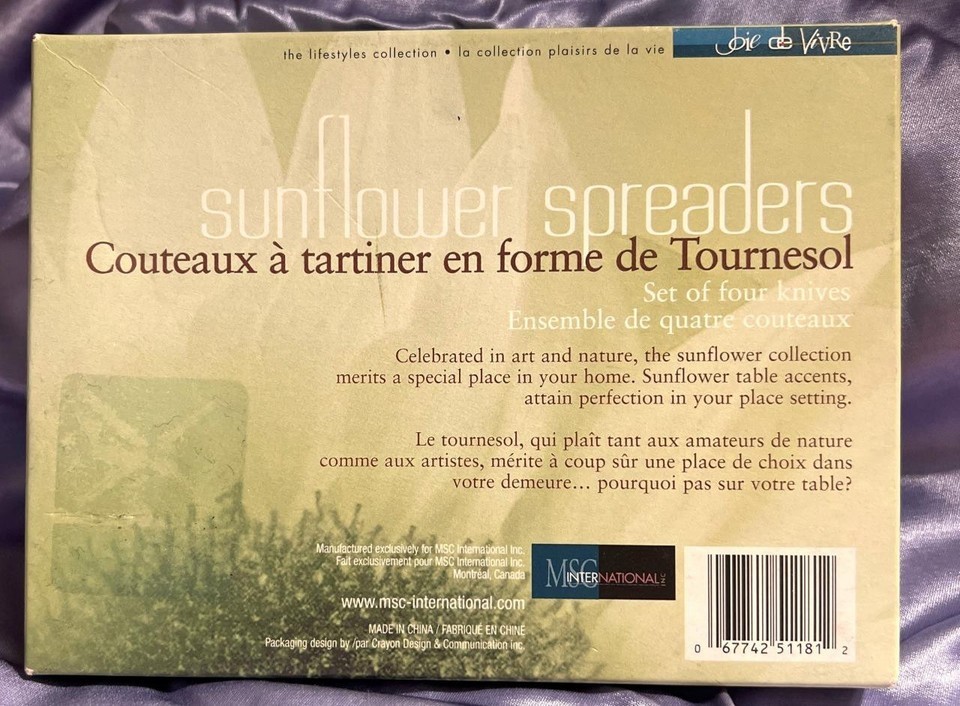 the lifestyles collection • la collection plaisirs de la vie
Joie de ViVRe
sunflower spreaders
Couteaux à tartiner en forme de Tournesol
Set of four knives
Ensemble de quatre couteaux
Celebrated in art and nature, the sunflower collection
merits a special place in your home. Sunflower table accents,
attain perfection in your place setting.
Le tournesol, qui plaît tant aux amateurs de nature
comme aux artistes, mérite à coup sûr une place de choix dans
votre demeure... pourquoi pas sur votre table?
Manufactured exclusively for MSC International Inc.
Fait exclusivement pour MSC International Inc.
Montréal, Canada
MSC INTERNATIONAL INC
www.msc-international.com
MADE IN CHINA / FABRIQUÉ EN CHINE
Packaging design by /par Crayon Design & Communication Inc.
0 67742 51181 2